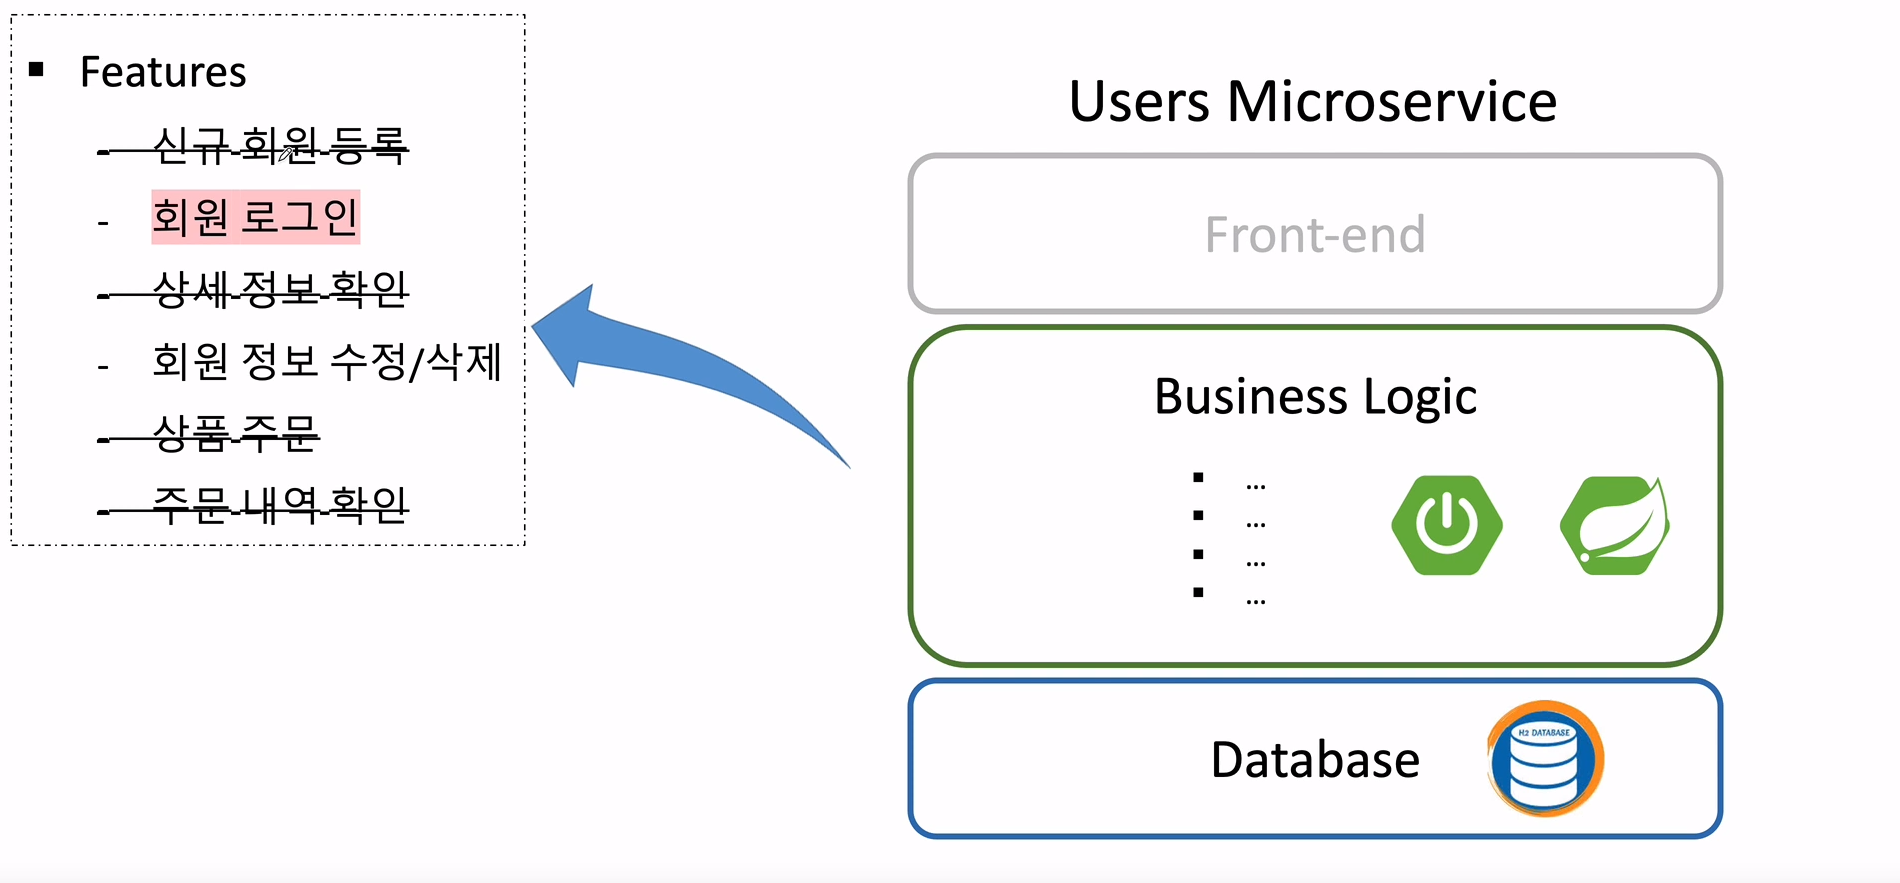 ▪ Features
- 신규 회원 등록
- 회원 로그인
- 상세 정보 확인
- 회원 정보 수정/삭제
- 상품 주문
- 주문 내역 확인
Users Microservice
Front-end
Business Logic
▪ ...
▪ ...
▪ ...
▪ ...
Database
H2 DATABASE